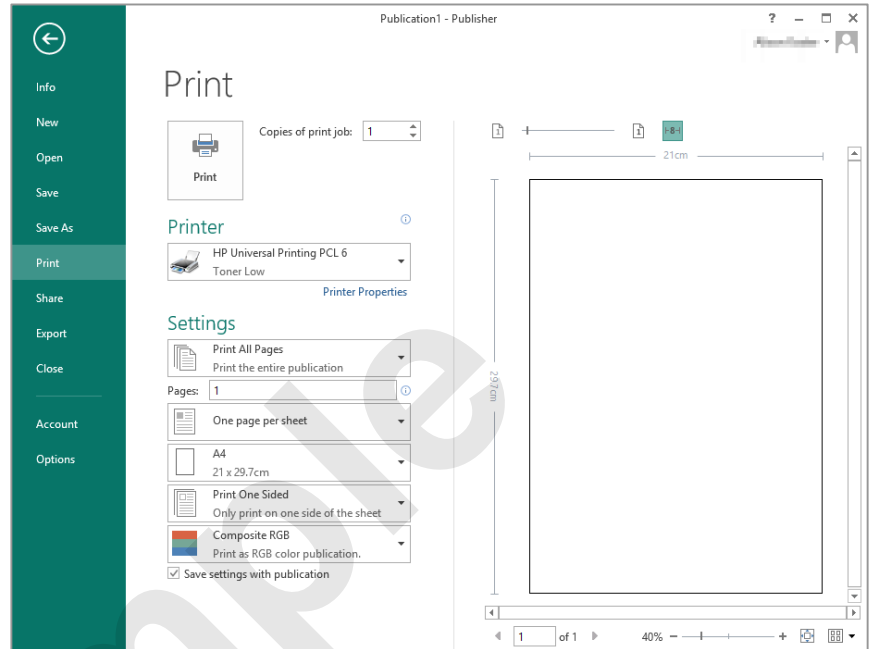 Publication1 - Publisher
?
Info
New
Open
Save
Save As
Print
Share
Export
Close
Account
Options
Print
Print
Copies of print job: 1
Printer
HP Universal Printing PCL 6
Toner Low
Printer Properties
Settings
Print All Pages
Print the entire publication
Pages: 1
One page per sheet
A4
21 x 29.7cm
Print One Sided
Only print on one side of the sheet
Composite RGB
Print as RGB color publication.
Save settings with publication
1 1 8
21cm
29.7cm
1 of 1 40%